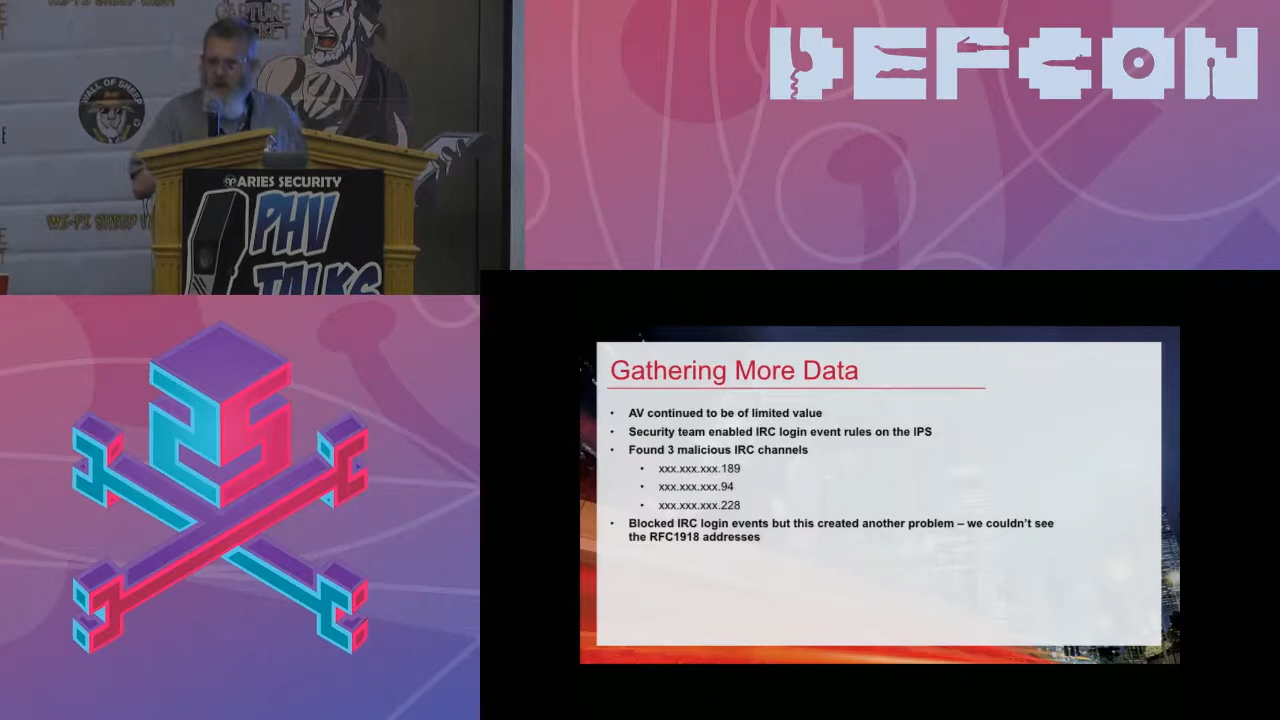 CAPTURE
WALL OF SHEEP
ARIES SECURITY
PHV
TALKS
WI-FI SHEEP
DEFCON
Gathering More Data
• AV continued to be of limited value
• Security team enabled IRC login event rules on the IPS
• Found 3 malicious IRC channels
• xxx.xxx.xxx.189
• xxx.xxx.xxx.94
• xxx.xxx.xxx.228
• Blocked IRC login events but this created another problem – we couldn't see
the RFC1918 addresses